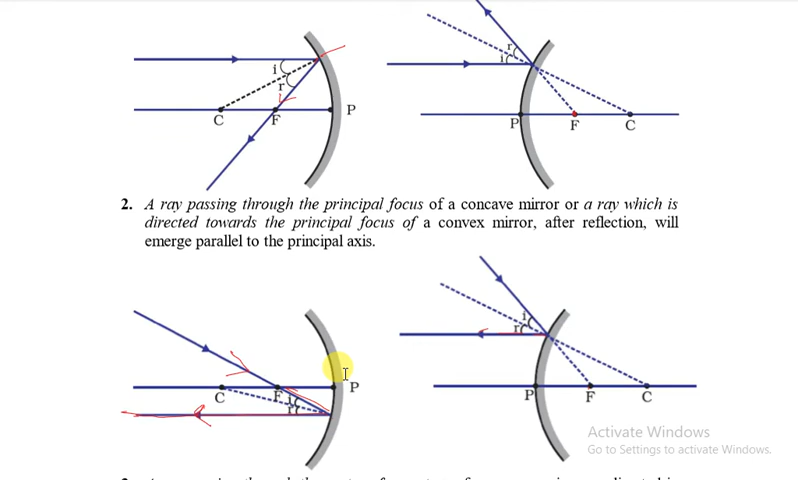 i
r
C
F
P
r
i
P
F
C
2. A ray passing through the principal focus of a concave mirror or a ray which is
directed towards the principal focus of a convex mirror, after reflection, will
emerge parallel to the principal axis.
C
F
i
r
P
i
r
P
F
C
Activate Windows
Go to Settings to activate Windows.